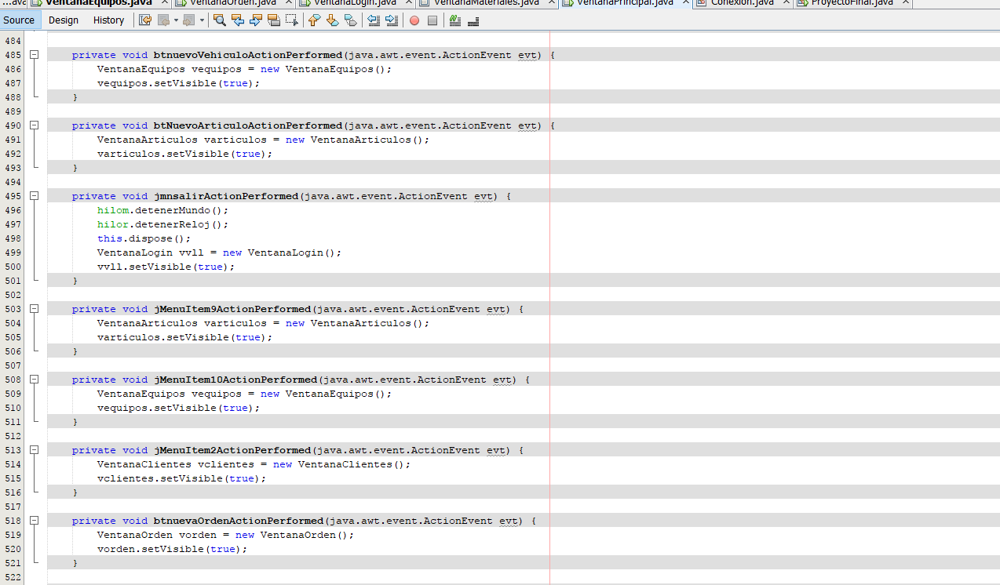 ...ava VentanaEquipos.java VentanaOrden.java VentanaLogin.java VentanaMateriales.java VentanaPrincipal.java Conexion.java ProyectoFinal.java
Source Design History
484
485 private void btnuevoVehiculoActionPerformed(java.awt.event.ActionEvent evt) {
486 VentanaEquipos vequipos = new VentanaEquipos();
487 vequipos.setVisible(true);
488 }
489
490 private void btNuevoArticuloActionPerformed(java.awt.event.ActionEvent evt) {
491 VentanaArticulos varticulos = new VentanaArticulos();
492 varticulos.setVisible(true);
493 }
494
495 private void jmnsalirActionPerformed(java.awt.event.ActionEvent evt) {
496 hilom.detenerMundo();
497 hilor.detenerReloj();
498 this.dispose();
499 VentanaLogin vvll = new VentanaLogin();
500 vvll.setVisible(true);
501 }
502
503 private void jMenuItem9ActionPerformed(java.awt.event.ActionEvent evt) {
504 VentanaArticulos varticulos = new VentanaArticulos();
505 varticulos.setVisible(true);
506 }
507
508 private void jMenuItem10ActionPerformed(java.awt.event.ActionEvent evt) {
509 VentanaEquipos vequipos = new VentanaEquipos();
510 vequipos.setVisible(true);
511 }
512
513 private void jMenuItem2ActionPerformed(java.awt.event.ActionEvent evt) {
514 VentanaClientes vclientes = new VentanaClientes();
515 vclientes.setVisible(true);
516 }
517
518 private void btnuevaOrdenActionPerformed(java.awt.event.ActionEvent evt) {
519 VentanaOrden vorden = new VentanaOrden();
520 vorden.setVisible(true);
521 }
522